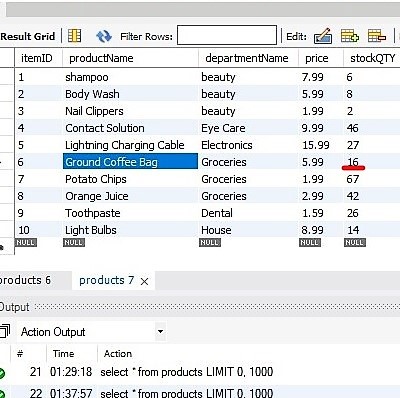 Result Grid Filter Rows: Edit:
itemID productName departmentName price stockQTY
1 shampoo beauty 7.99 6
2 Body Wash beauty 5.99 8
3 Nail Clippers beauty 1.99 2
4 Contact Solution Eye Care 9.99 46
5 Lightning Charging Cable Electronics 15.99 27
6 Ground Coffee Bag Groceries 5.99 16
7 Potato Chips Groceries 1.99 67
8 Orange Juice Groceries 2.99 42
9 Toothpaste Dental 1.59 26
10 Light Bulbs House 8.99 14
NULL NULL NULL NULL NULL
products 6 products 7
Output
Action Output
# Time Action
21 01:29:18 select * from products LIMIT 0, 1000
22 01:37:57 select * from products LIMIT 0, 1000